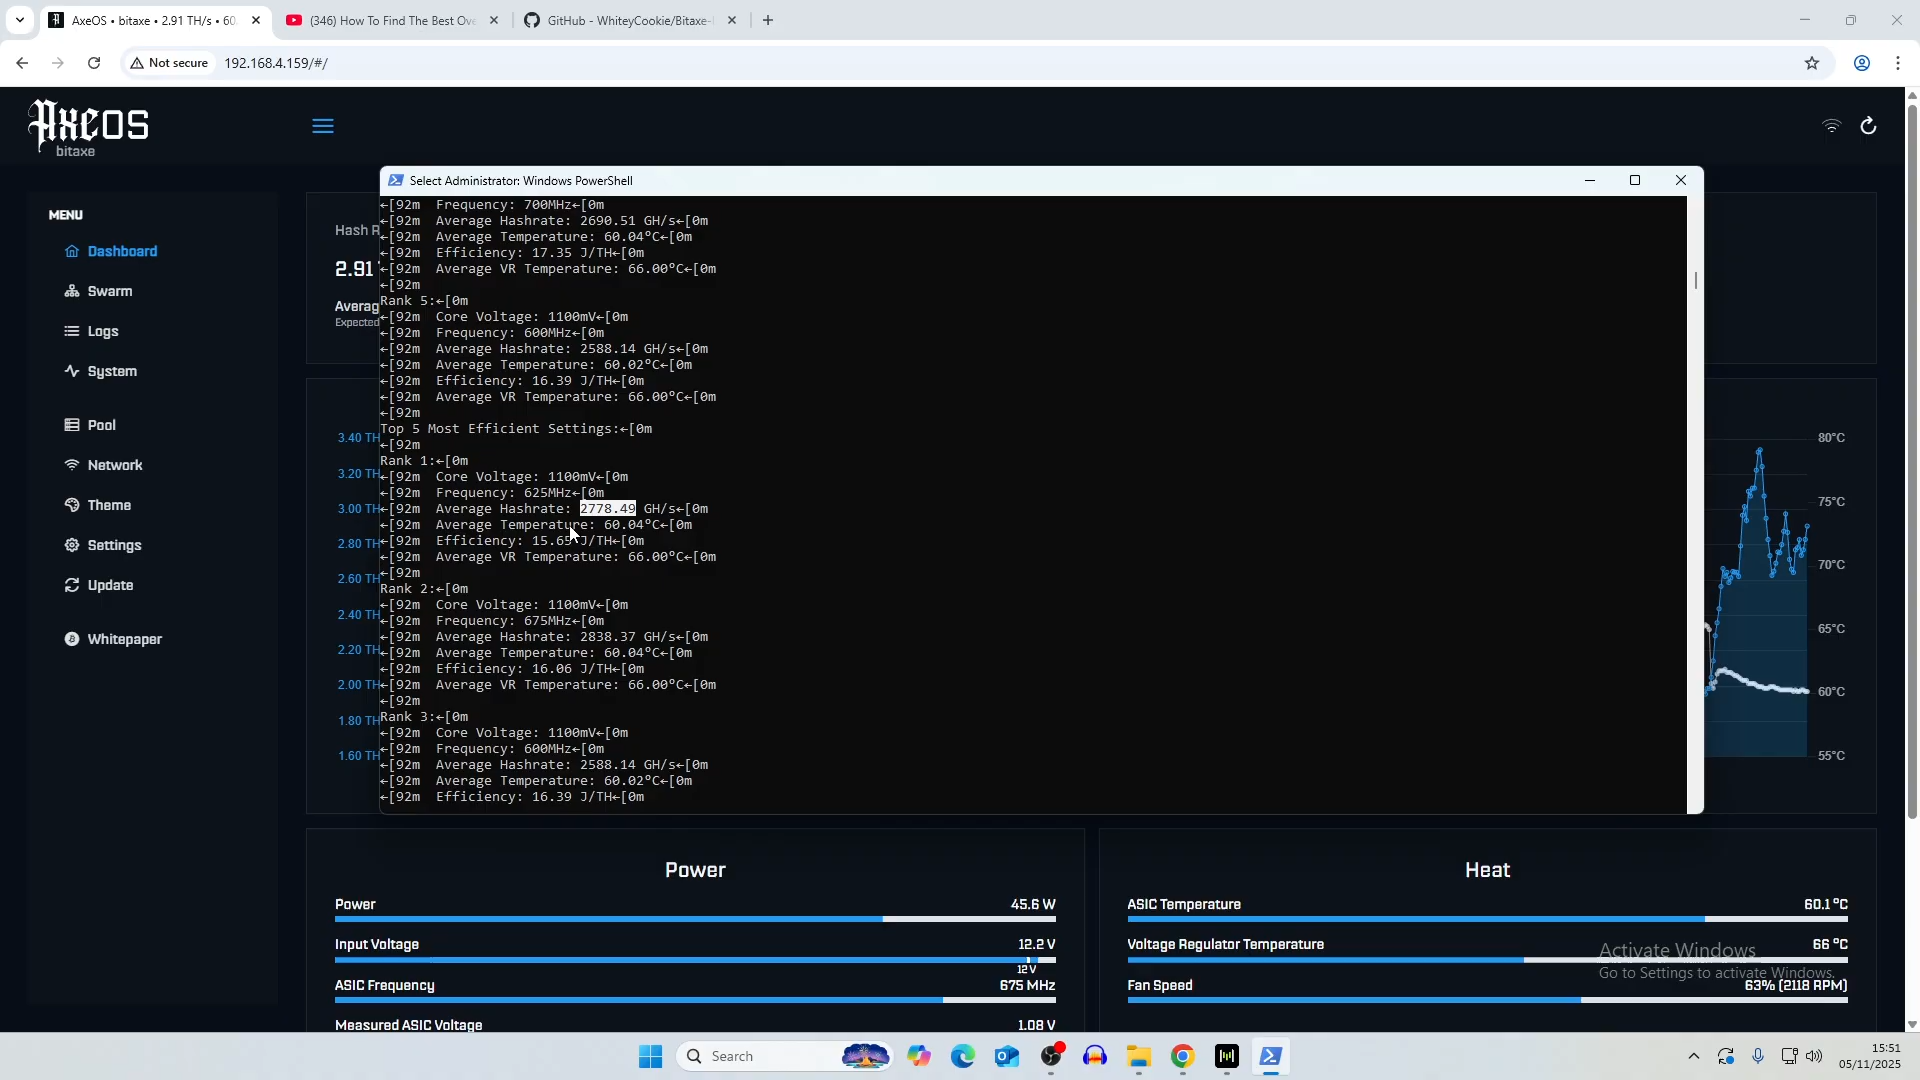 AxeOS • bitaxe • 2.91 TH/s • 60.
(346) How To Find The Best Ove
GitHub - WhiteyCookie/Bitaxe-
Not secure
192.168.4.159/#/
AxeOS
bitaxe
MENU
Dashboard
Swarm
Logs
System
Pool
Network
Theme
Settings
Update
Whitepaper
Hash R
2.91
Averag
Expected
3.40 TH
3.20 TH
3.00 TH
2.80 TH
2.60 TH
2.40 TH
2.20 TH
2.00 TH
1.80 TH
1.60 TH
Select Administrator: Windows PowerShell
←[92m  Frequency: 700MHz←[0m
←[92m  Average Hashrate: 2690.51 GH/s←[0m
←[92m  Average Temperature: 60.04°C←[0m
←[92m  Efficiency: 17.35 J/TH←[0m
←[92m  Average VR Temperature: 66.00°C←[0m
←[92m
Rank 5:←[0m
←[92m  Core Voltage: 1100mV←[0m
←[92m  Frequency: 600MHz←[0m
←[92m  Average Hashrate: 2588.14 GH/s←[0m
←[92m  Average Temperature: 60.02°C←[0m
←[92m  Efficiency: 16.39 J/TH←[0m
←[92m  Average VR Temperature: 66.00°C←[0m
←[92m
Top 5 Most Efficient Settings:←[0m
←[92m
Rank 1:←[0m
←[92m  Core Voltage: 1100mV←[0m
←[92m  Frequency: 625MHz←[0m
←[92m  Average Hashrate: 2778.49 GH/s←[0m
←[92m  Average Temperature: 60.04°C←[0m
←[92m  Efficiency: 15.65 J/TH←[0m
←[92m  Average VR Temperature: 66.00°C←[0m
←[92m
Rank 2:←[0m
←[92m  Core Voltage: 1100mV←[0m
←[92m  Frequency: 675MHz←[0m
←[92m  Average Hashrate: 2838.37 GH/s←[0m
←[92m  Average Temperature: 60.04°C←[0m
←[92m  Efficiency: 16.06 J/TH←[0m
←[92m  Average VR Temperature: 66.00°C←[0m
←[92m
Rank 3:←[0m
←[92m  Core Voltage: 1100mV←[0m
←[92m  Frequency: 600MHz←[0m
←[92m  Average Hashrate: 2588.14 GH/s←[0m
←[92m  Average Temperature: 60.02°C←[0m
←[92m  Efficiency: 16.39 J/TH←[0m
80°C
75°C
70°C
65°C
60°C
55°C
Power
Power 45.6 W
Input Voltage 12.2 V
12V
ASIC Frequency 675 MHz
Measured ASIC Voltage 1.08 V
Heat
ASIC Temperature 60.1 °C
Voltage Regulator Temperature 66 °C
Fan Speed 63% (2118 RPM)
Activate Windows
Go to Settings to activate Windows.
Search
15:51
05/11/2025